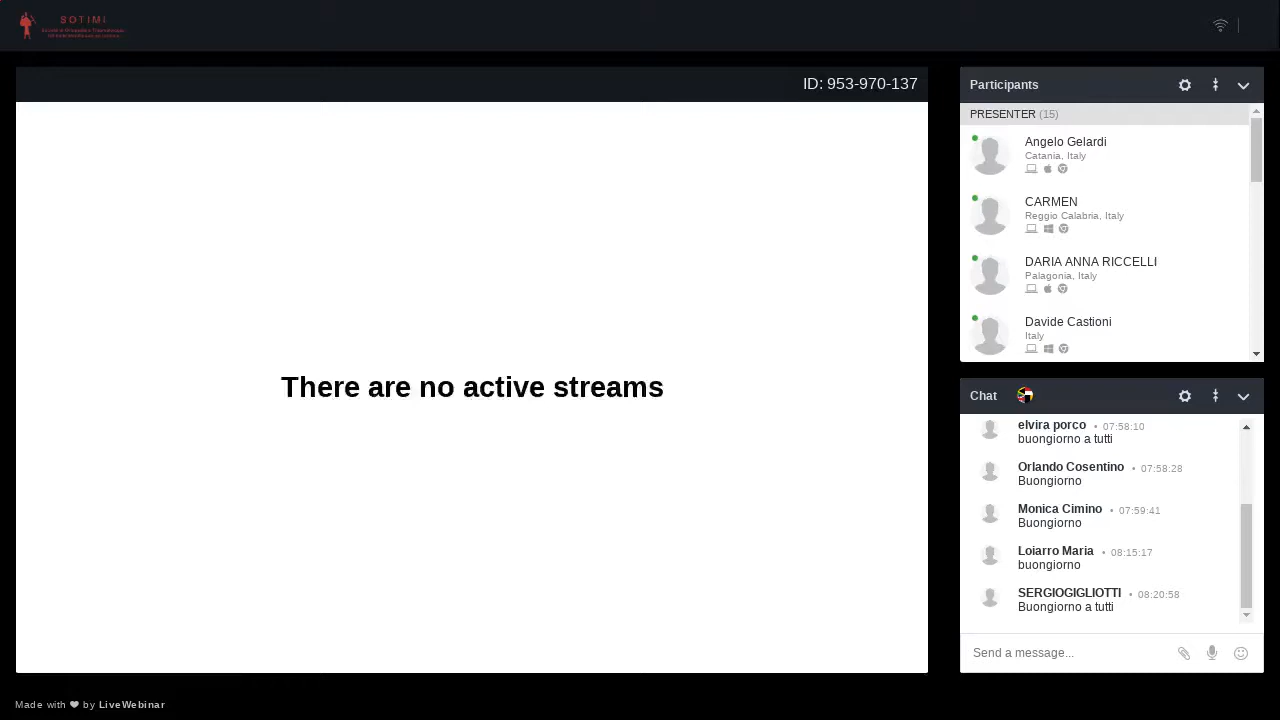 SOTIMI
ID: 953-970-137
There are no active streams
Participants
PRESENTER (15)
Angelo Gelardi
Catania, Italy
CARMEN
Reggio Calabria, Italy
DARIA ANNA RICCELLI
Palagonia, Italy
Davide Castioni
Italy
Chat
elvira porco • 07:58:10
buongiorno a tutti
Orlando Cosentino • 07:58:28
Buongiorno
Monica Cimino • 07:59:41
Buongiorno
Loiarro Maria • 08:15:17
buongiorno
SERGIOGIGLIOTTI • 08:20:58
Buongiorno a tutti
Send a message...
Made with ❤ by LiveWebinar